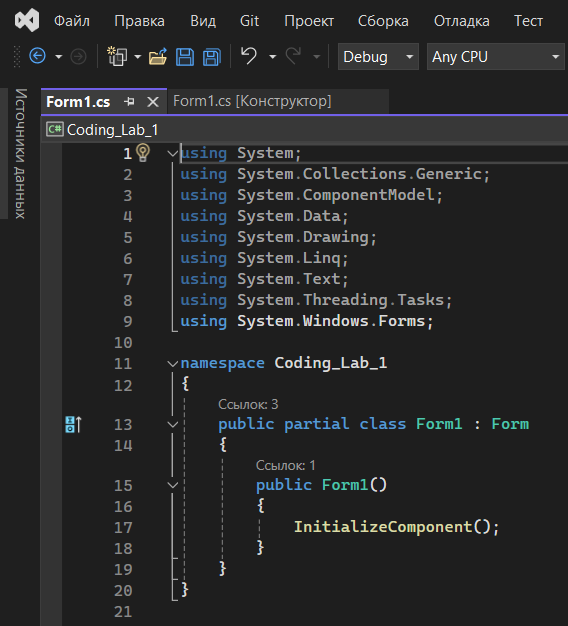 Файл Правка Вид Git Проект Сборка Отладка Тест
Debug Any CPU
Источники данных
Form1.cs Form1.cs [Конструктор]
C# Coding_Lab_1
1 using System;
2 using System.Collections.Generic;
3 using System.ComponentModel;
4 using System.Data;
5 using System.Drawing;
6 using System.Linq;
7 using System.Text;
8 using System.Threading.Tasks;
9 using System.Windows.Forms;
10
11 namespace Coding_Lab_1
12 {
Ссылок: 3
13 public partial class Form1 : Form
14 {
Ссылок: 1
15 public Form1()
16 {
17 InitializeComponent();
18 }
19 }
20 }
21